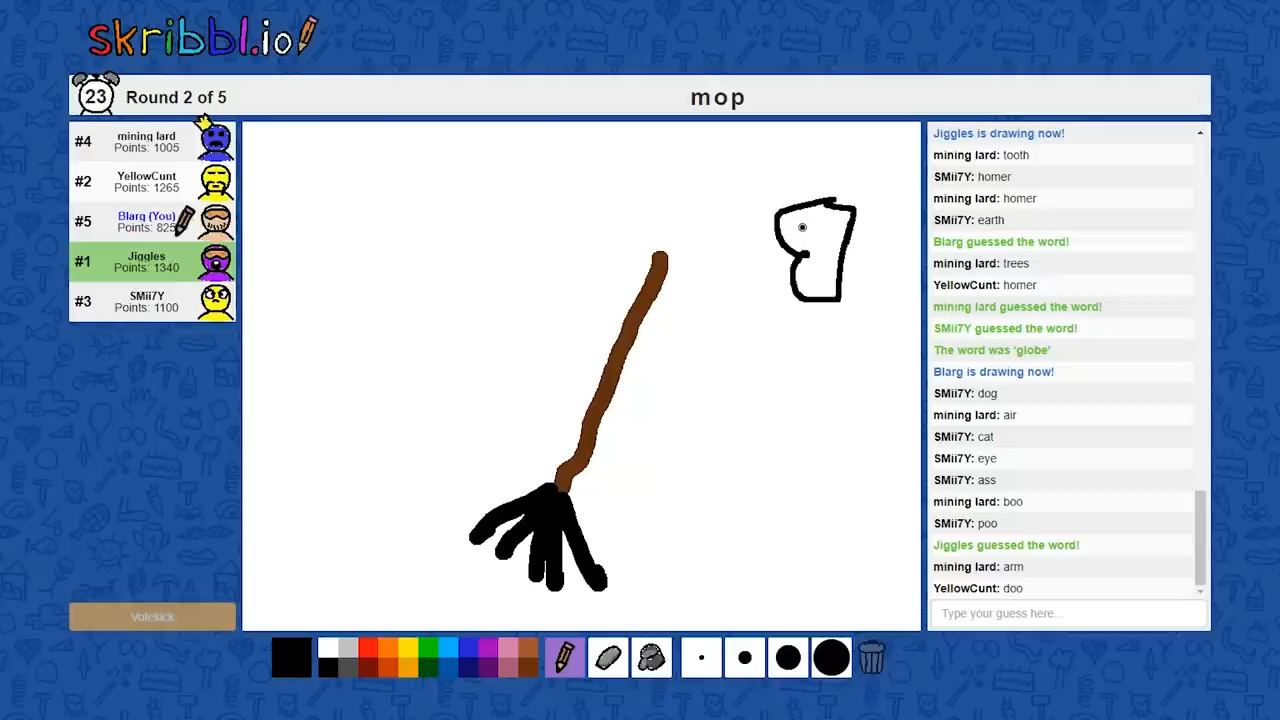 skribbl.io
23
Round 2 of 5
mop
#4
mining lard
Points: 1005
#2
YellowCunt
Points: 1265
#5
Blarg (You)
Points: 825
#1
Jiggles
Points: 1340
#3
SMii7Y
Points: 1100
Votekick
Jiggles is drawing now!
mining lard: tooth
SMii7Y: homer
mining lard: homer
SMii7Y: earth
Blarg guessed the word!
mining lard: trees
YellowCunt: homer
mining lard guessed the word!
SMii7Y guessed the word!
The word was 'globe'
Blarg is drawing now!
SMii7Y: dog
mining lard: air
SMii7Y: cat
SMii7Y: eye
SMii7Y: ass
mining lard: boo
SMii7Y: poo
Jiggles guessed the word!
mining lard: arm
YellowCunt: doo
Type your guess here...